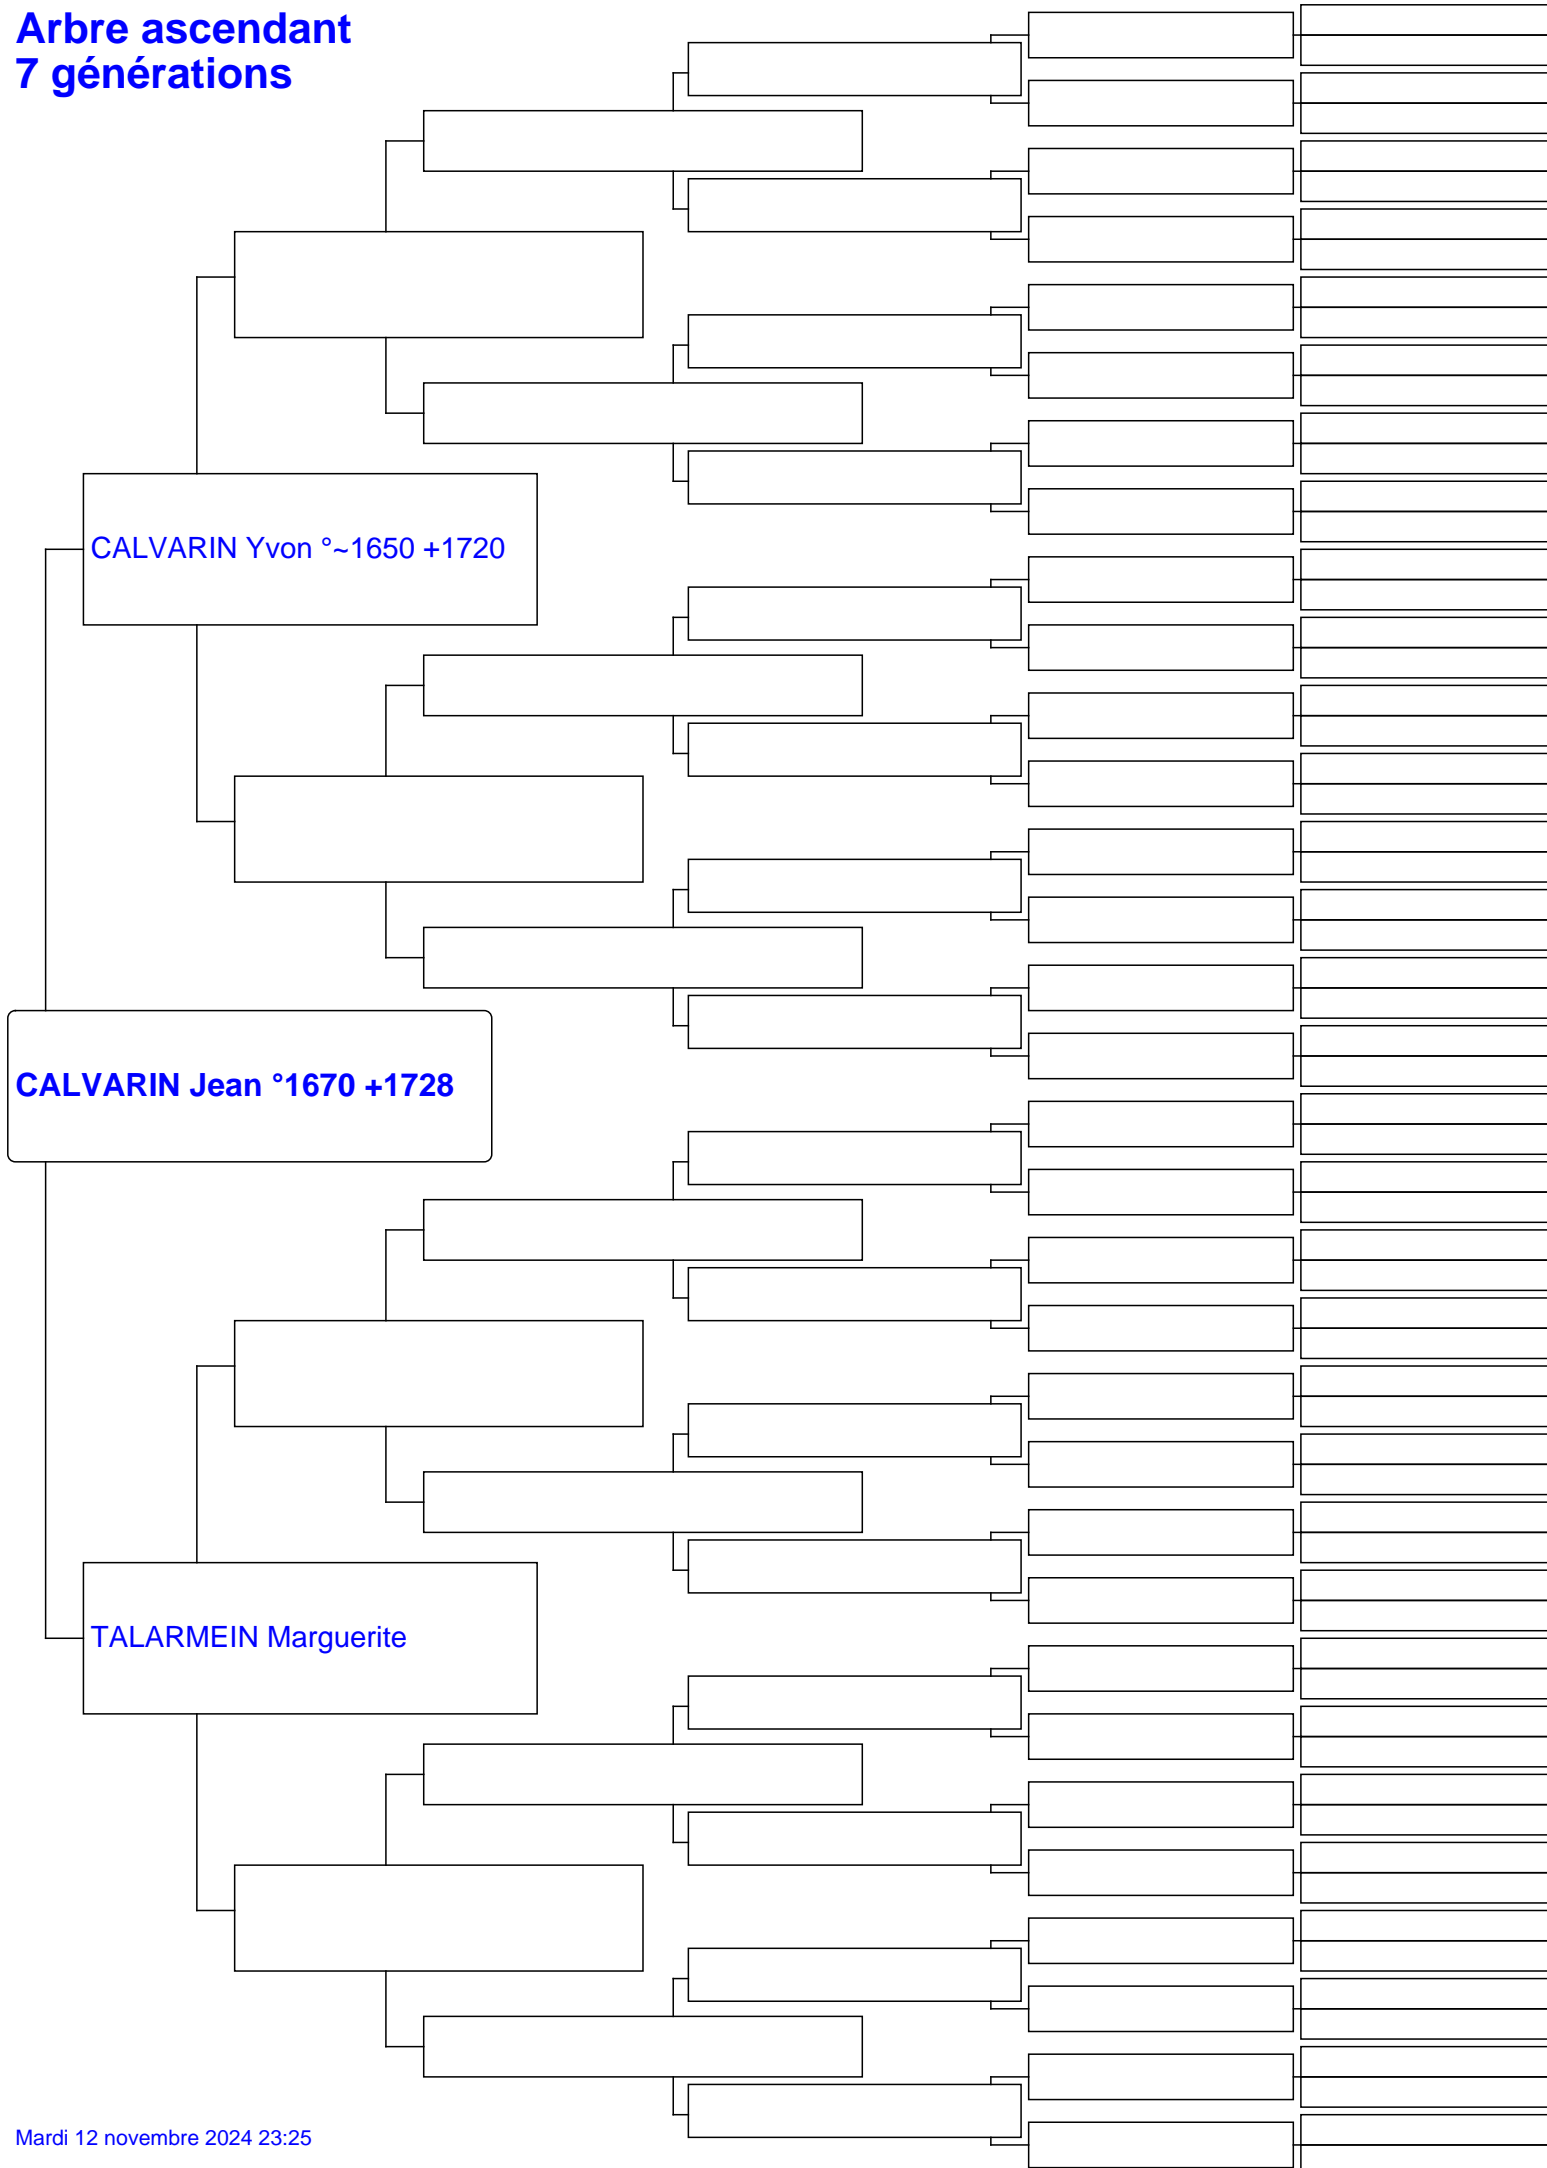 Arbre ascendant
7 générations
CALVARIN Yvon °~1650 +1720
CALVARIN Jean °1670 +1728
TALARMEIN Marguerite
Mardi 12 novembre 2024 23:25